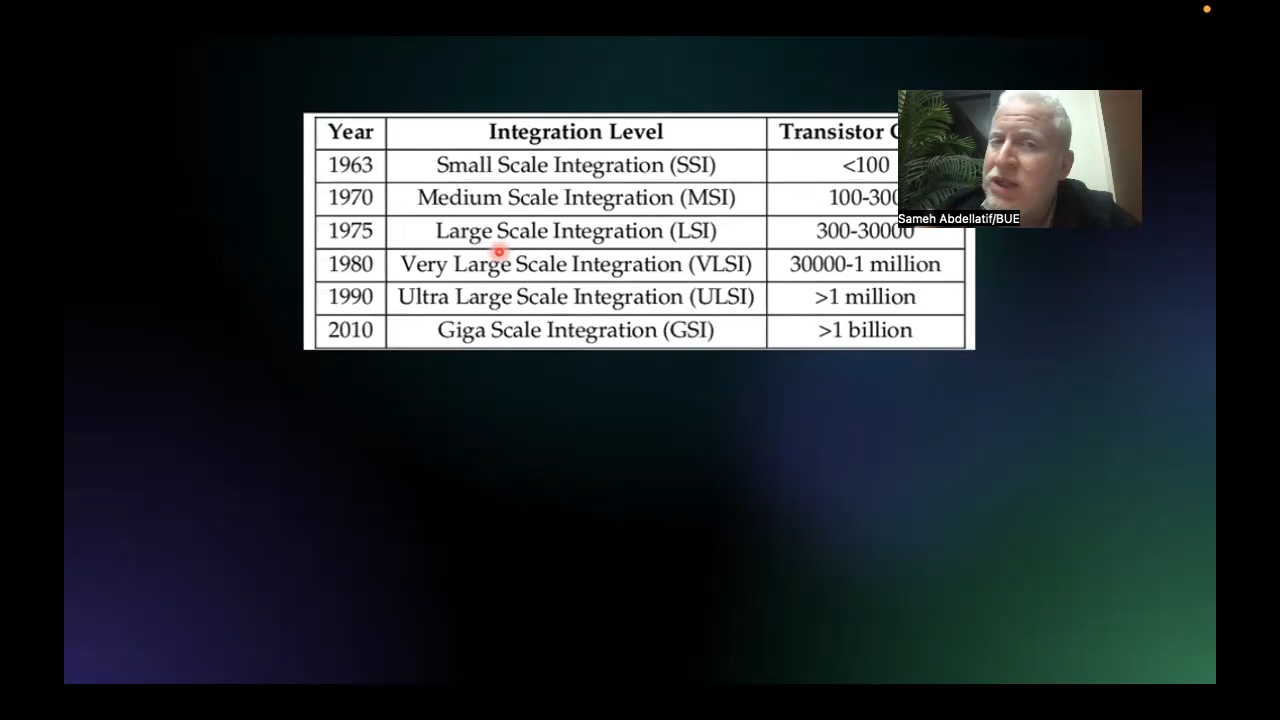 Year Integration Level Transistor
1963 Small Scale Integration (SSI) <100
1970 Medium Scale Integration (MSI) 100-300
1975 Large Scale Integration (LSI) 300-30000
1980 Very Large Scale Integration (VLSI) 30000-1 million
1990 Ultra Large Scale Integration (ULSI) >1 million
2010 Giga Scale Integration (GSI) >1 billion
Sameh Abdellatif/BUE